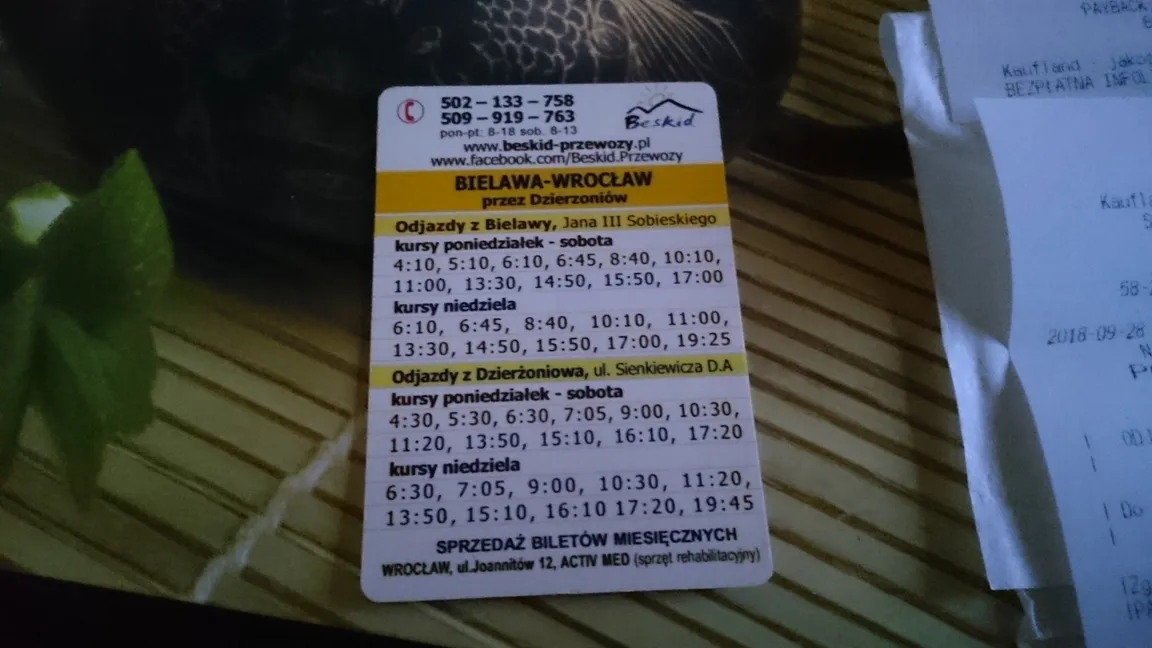 502 – 133 – 758
509 – 919 – 763
pon-pt: 8-18 sob. 8-13
Beskid
www.beskid-przewozy.pl
www.facebook.com/Beskid.Przewozy
BIELAWA-WROCŁAW
przez Dzierzoniów
Odjazdy z Bielawy, Jana III Sobieskiego
kursy poniedziałek - sobota
4:10, 5:10, 6:10, 6:45, 8:40, 10:10,
11:00, 13:30, 14:50, 15:50, 17:00
kursy niedziela
6:10, 6:45, 8:40, 10:10, 11:00,
13:30, 14:50, 15:50, 17:00, 19:25
Odjazdy z Dzierżoniowa, ul. Sienkiewicza D.A
kursy poniedziałek - sobota
4:30, 5:30, 6:30, 7:05, 9:00, 10:30,
11:20, 13:50, 15:10, 16:10, 17:20
kursy niedziela
6:30, 7:05, 9:00, 10:30, 11:20,
13:50, 15:10, 16:10 17:20, 19:45
SPRZEDAŻ BILETÓW MIESIĘCZNYCH
WROCŁAW, ul.Joannitów 12, ACTIV MED (sprzęt rehabilitacyjny)
PAYBACK
Kaufland - jako
BEZPŁATNA INFOL
Kaufla
58-
2018-09-28
Do